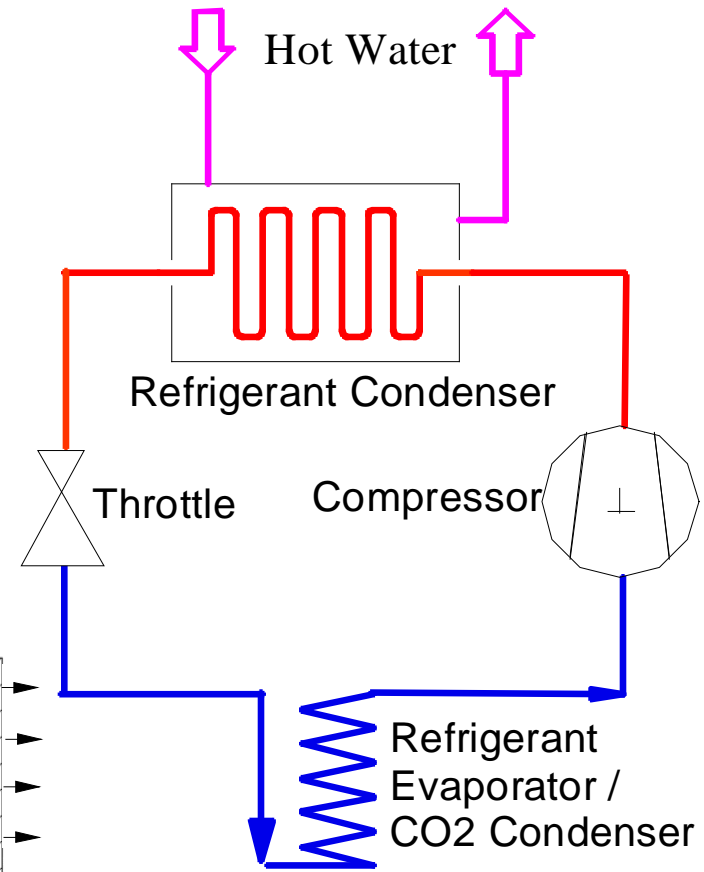 Hot Water
Refrigerant Condenser
Throttle
Compressor
Refrigerant
Evaporator /
CO2 Condenser